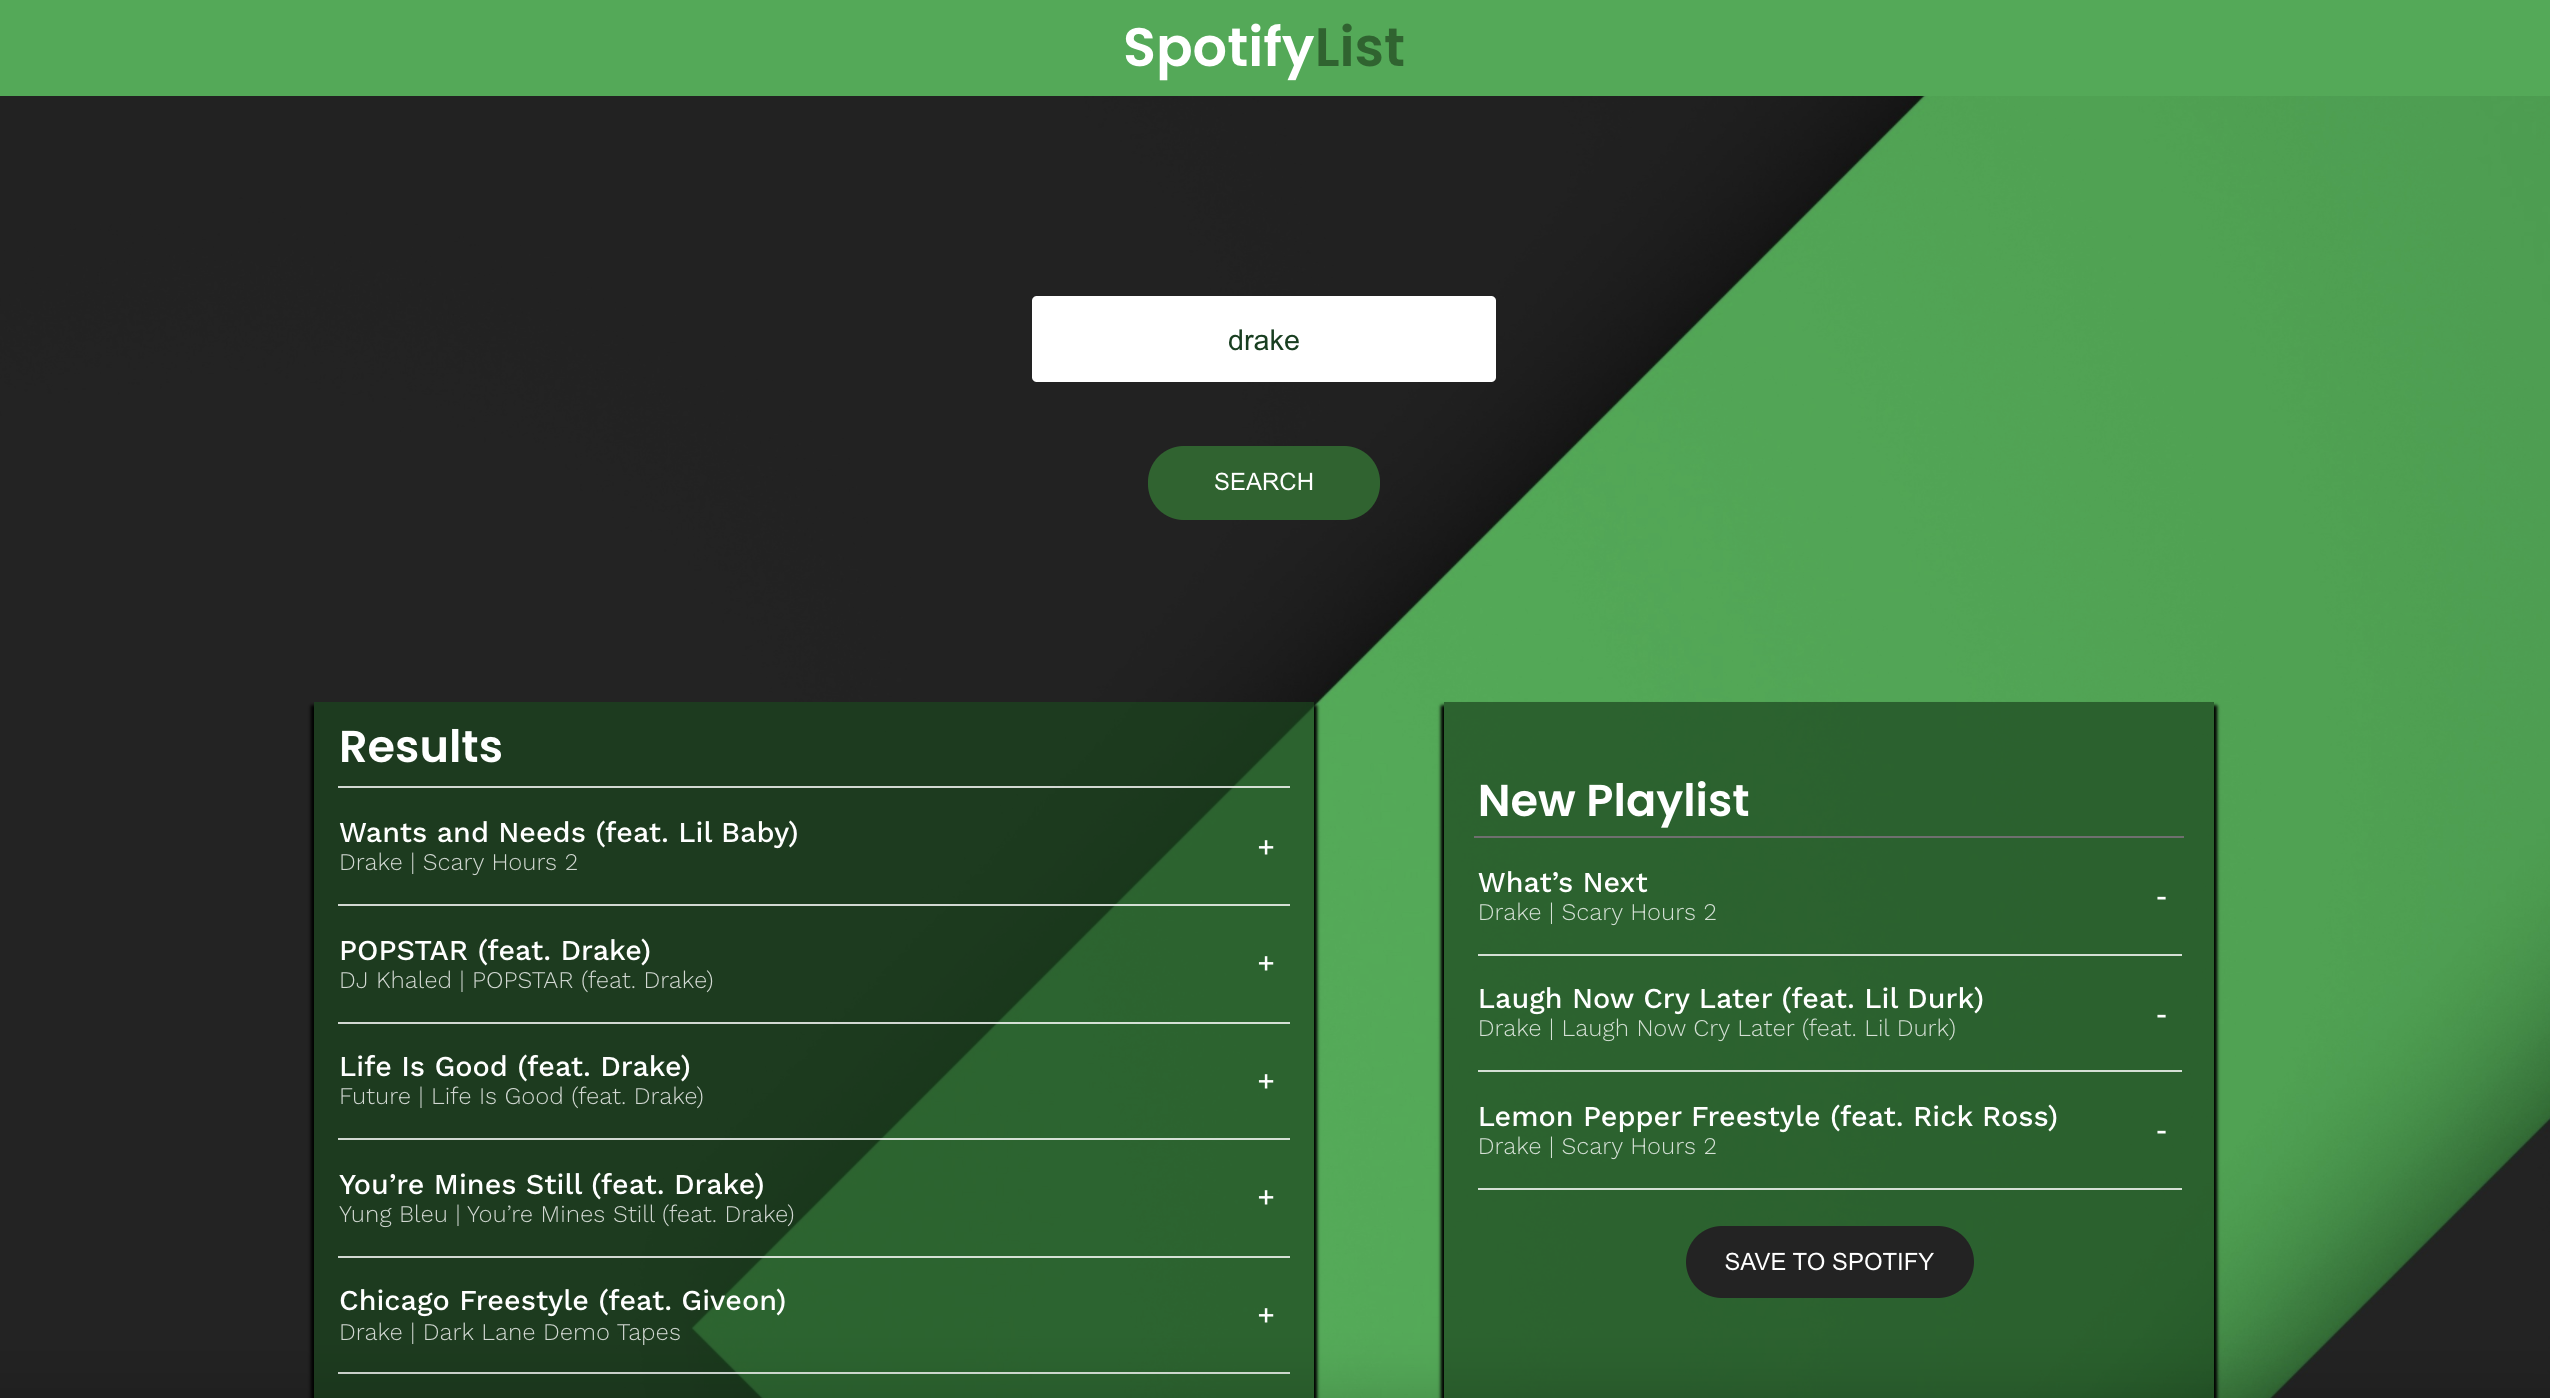 SpotifyList
drake
SEARCH
Results
Wants and Needs (feat. Lil Baby)
Drake | Scary Hours 2
+
POPSTAR (feat. Drake)
DJ Khaled | POPSTAR (feat. Drake)
+
Life Is Good (feat. Drake)
Future | Life Is Good (feat. Drake)
+
You’re Mines Still (feat. Drake)
Yung Bleu | You’re Mines Still (feat. Drake)
+
Chicago Freestyle (feat. Giveon)
Drake | Dark Lane Demo Tapes
+
New Playlist
What’s Next
Drake | Scary Hours 2
-
Laugh Now Cry Later (feat. Lil Durk)
Drake | Laugh Now Cry Later (feat. Lil Durk)
-
Lemon Pepper Freestyle (feat. Rick Ross)
Drake | Scary Hours 2
-
SAVE TO SPOTIFY